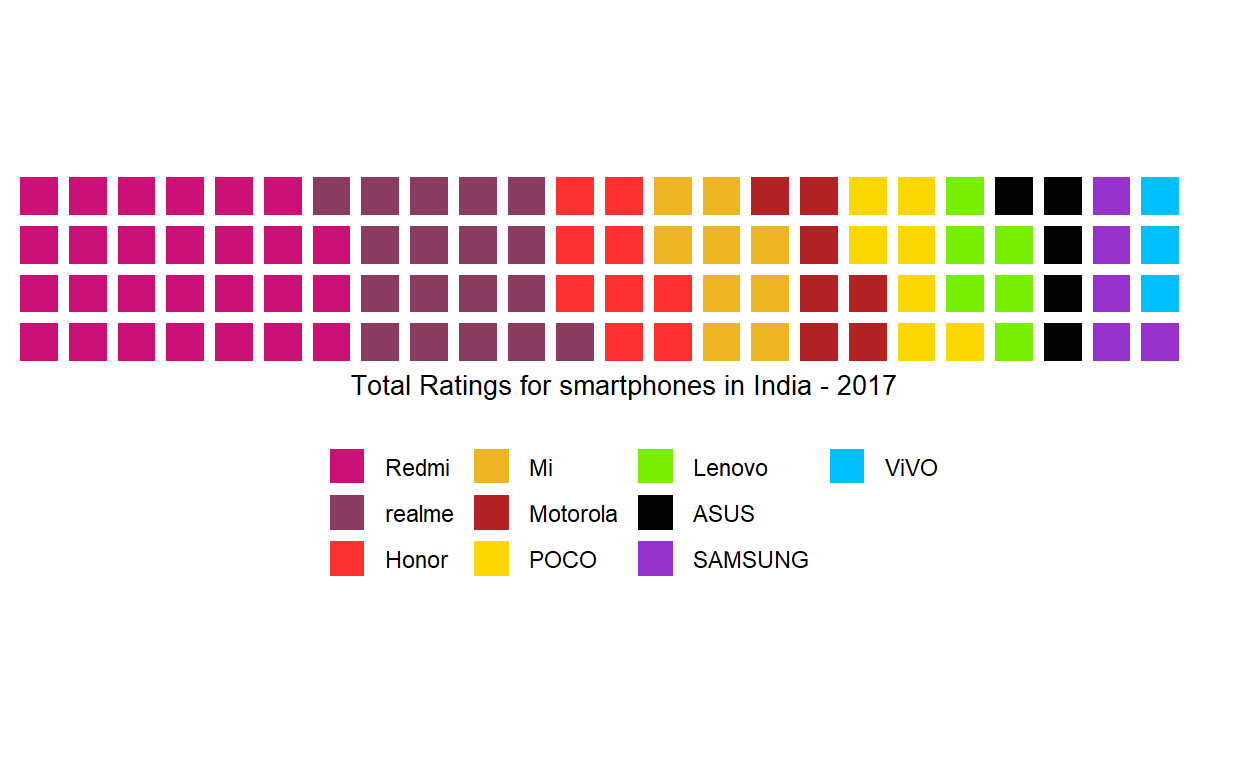 Total Ratings for smartphones in India - 2017
Redmi Mi Lenovo ViVO
realme Motorola ASUS
Honor POCO SAMSUNG